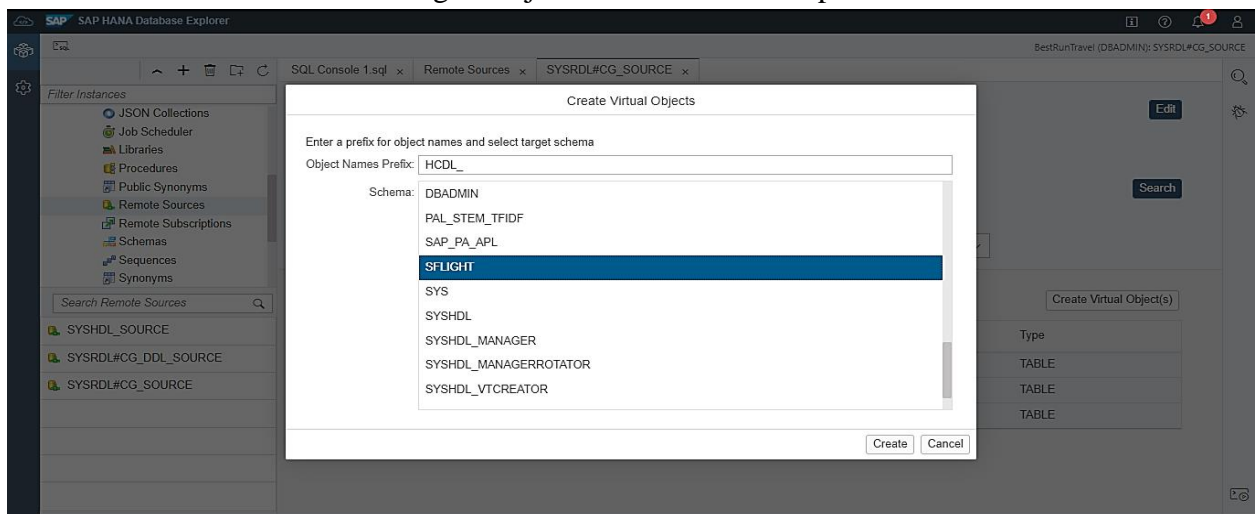 SAP SAP HANA Database Explorer
1
SQL
BestRunTravel (DBADMIN): SYSRDL#CG_SOURCE
SQL Console 1.sql x Remote Sources x SYSRDL#CG_SOURCE x
Filter Instances
JSON Collections
Job Scheduler
Libraries
Procedures
Public Synonyms
Remote Sources
Remote Subscriptions
Schemas
Sequences
Synonyms
Search Remote Sources
SYSHDL_SOURCE
SYSRDL#CG_DDL_SOURCE
SYSRDL#CG_SOURCE
Create Virtual Objects
Enter a prefix for object names and select target schema
Object Names Prefix: HCDL_
Schema: DBADMIN
PAL_STEM_TFIDF
SAP_PA_APL
SFLIGHT
SYS
SYSHDL
SYSHDL_MANAGER
SYSHDL_MANAGERROTATOR
SYSHDL_VTCREATOR
Create Cancel
Edit
Search
Create Virtual Object(s)
Type
TABLE
TABLE
TABLE